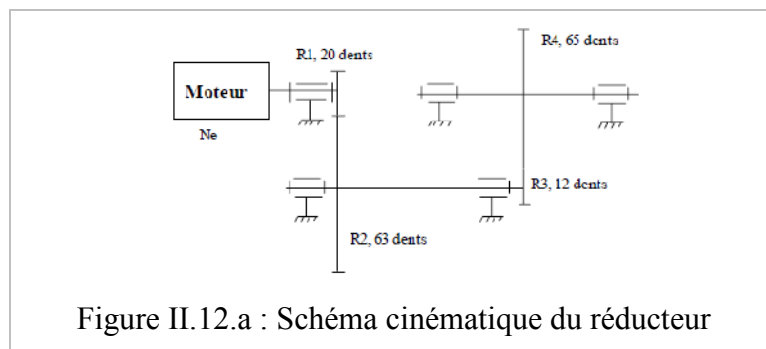 R4, 65 dents
R1, 20 dents
Moteur
Ne
R3, 12 dents
R2, 63 dents
Figure II.12.a : Schéma cinématique du réducteur